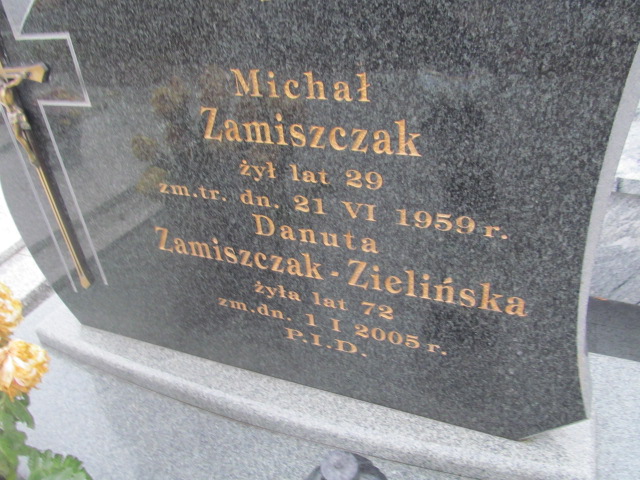 Michał
Zamiszczak
żył lat 29
zm.tr. dn. 21 VI 1959 r.
Danuta
Zamiszczak - Zielińska
żyła lat 72
zm.dn. 1 I 2005 r.
P.I.D.